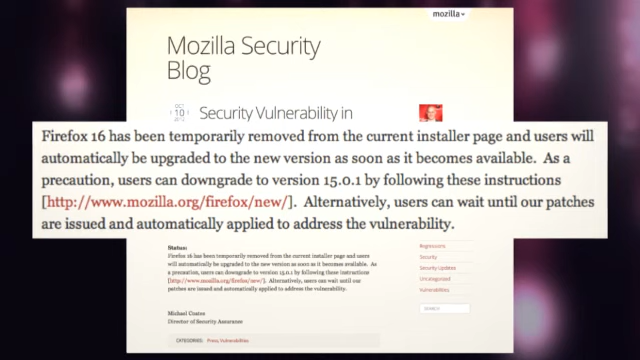 mozilla
Mozilla Security
Blog
OCT
10
2012
Security Vulnerability in
Firefox 16 has been temporarily removed from the current installer page and users will
automatically be upgraded to the new version as soon as it becomes available. As a
precaution, users can downgrade to version 15.0.1 by following these instructions
[http://www.mozilla.org/firefox/new/]. Alternatively, users can wait until our patches
are issued and automatically applied to address the vulnerability.
Status:
Firefox 16 has been temporarily removed from the current installer page and users
will automatically be upgraded to the new version as soon as it becomes available. As
a precaution, users can downgrade to version 15.0.1 by following these instructions
[http://www.mozilla.org/firefox/new/]. Alternatively, users can wait until our
patches are issued and automatically applied to address the vulnerability.
Michael Coates
Director of Security Assurance
CATEGORIES: Press, Vulnerabilities
Regressions
Security
Security Updates
Uncategorized
Vulnerabilities
SEARCH